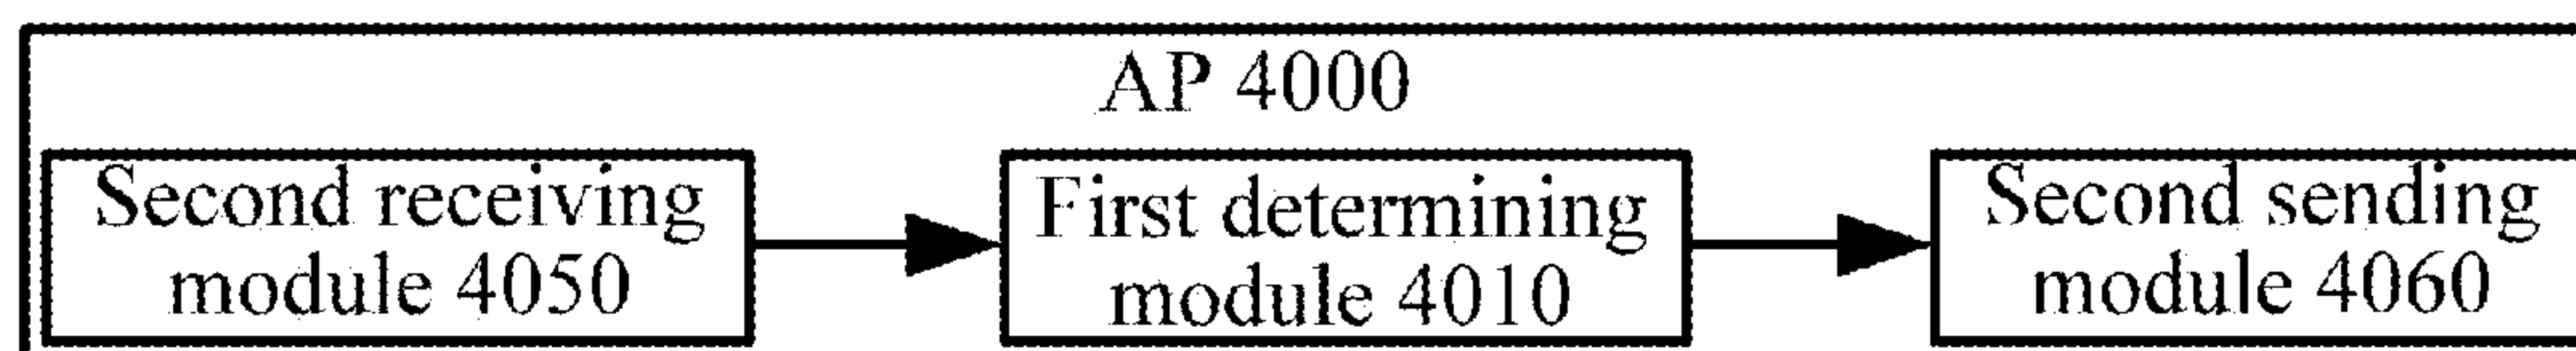 AP 4000
Second receiving
module 4050
First determining
module 4010
Second sending
module 4060